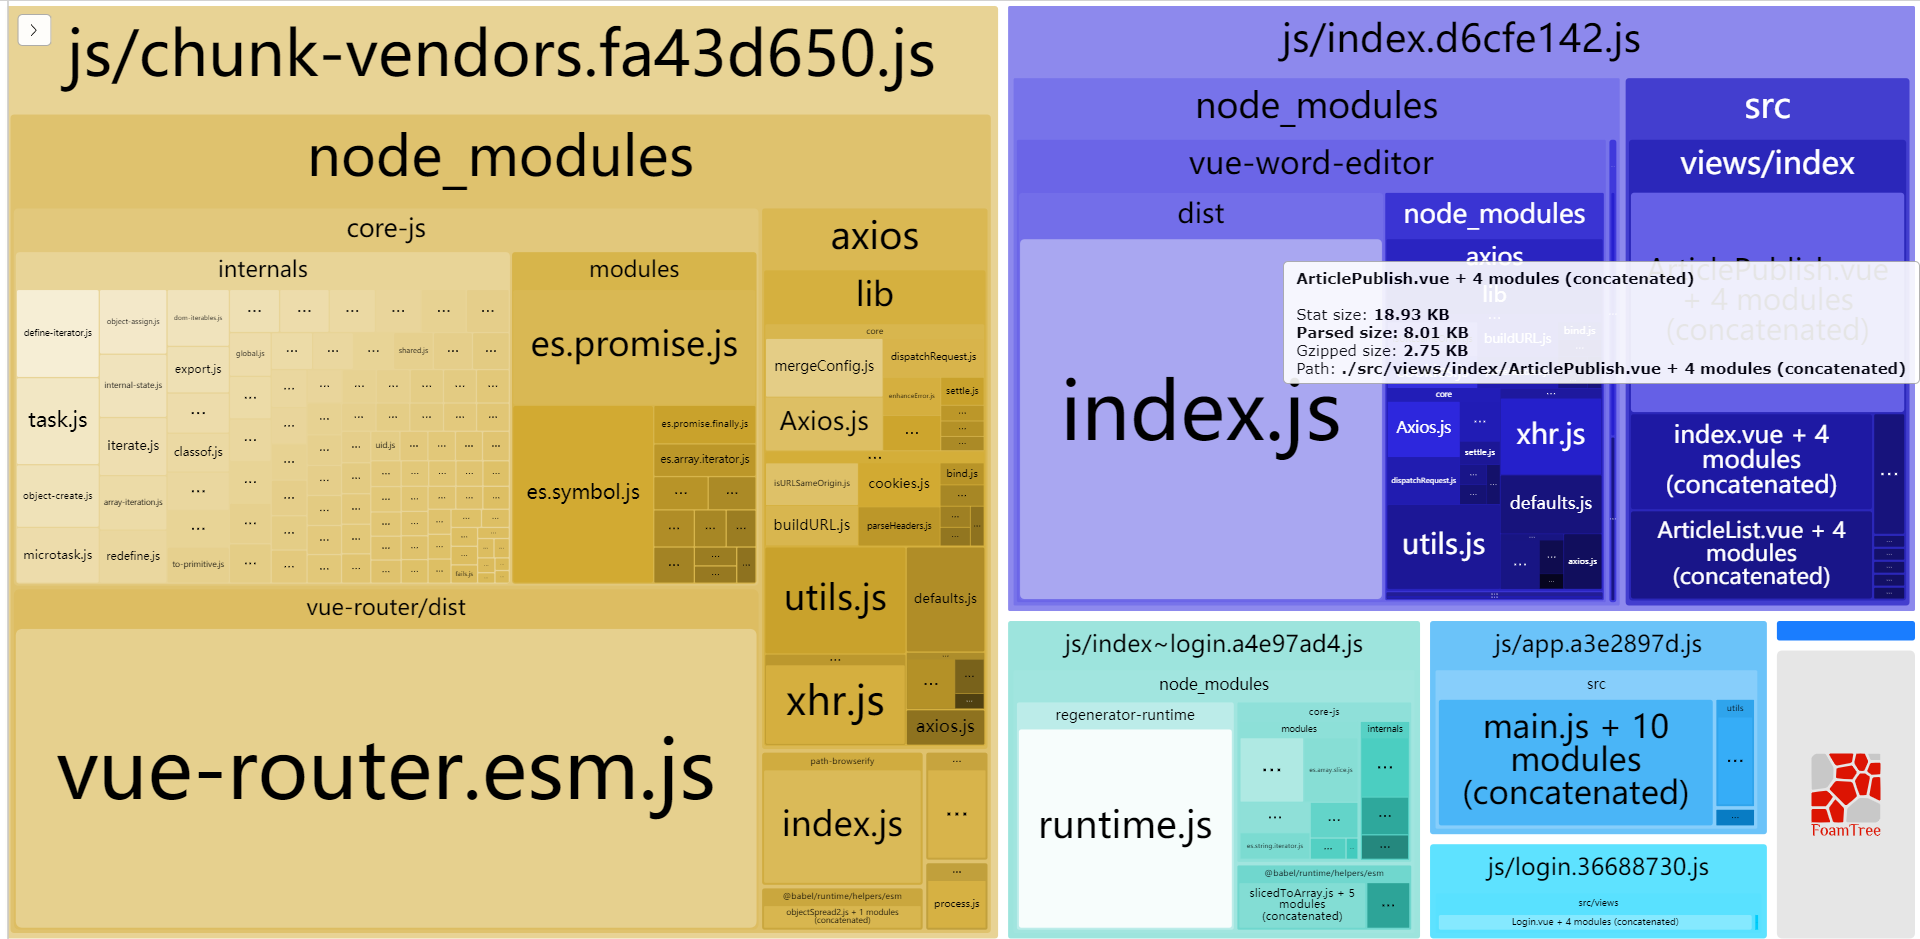 js/chunk-vendors.fa43d650.js
node_modules
core-js
internals
define-iterator.js
object-assign.js
dom-iterables.js
...
global.js
shared.js
export.js
internal-state.js
task.js
iterate.js
classof.js
uid.js
object-create.js
array-iteration.js
microtask.js
redefine.js
to-primitive.js
fails.js
modules
es.promise.js
es.symbol.js
es.promise.finally.js
es.array.iterator.js
...
axios
lib
core
mergeConfig.js
dispatchRequest.js
enhanceError.js
settle.js
Axios.js
...
isURLSameOrigin.js
cookies.js
bind.js
buildURL.js
parseHeaders.js
utils.js
defaults.js
...
xhr.js
axios.js
vue-router/dist
vue-router.esm.js
path-browserify
index.js
...
@babel/runtime/helpers/esm
objectSpread2.js + 1 modules
(concatenated)
...
process.js
js/index.d6cfe142.js
node_modules
vue-word-editor
dist
index.js
node_modules
axios
lib
...
buildURL.js
bind.js
core
Axios.js
...
settle.js
dispatchRequest.js
xhr.js
defaults.js
utils.js
...
axios.js
src
views/index
ArticlePublish.vue
+ 4 modules
(concatenated)
ArticlePublish.vue + 4 modules (concatenated)
Stat size: 18.93 KB
Parsed size: 8.01 KB
Gzipped size: 2.75 KB
Path: ./src/views/index/ArticlePublish.vue + 4 modules (concatenated)
index.vue + 4
modules
(concatenated)
...
ArticleList.vue + 4
modules
(concatenated)
js/index~login.a4e97ad4.js
node_modules
regenerator-runtime
runtime.js
core-js
modules
...
es.array.slice.js
es.string.iterator.js
internals
...
@babel/runtime/helpers/esm
slicedToArray.js + 5
modules
(concatenated)
...
js/app.a3e2897d.js
src
main.js + 10
modules
(concatenated)
utils
...
js/login.36688730.js
src/views
Login.vue + 4 modules (concatenated)
FoamTree